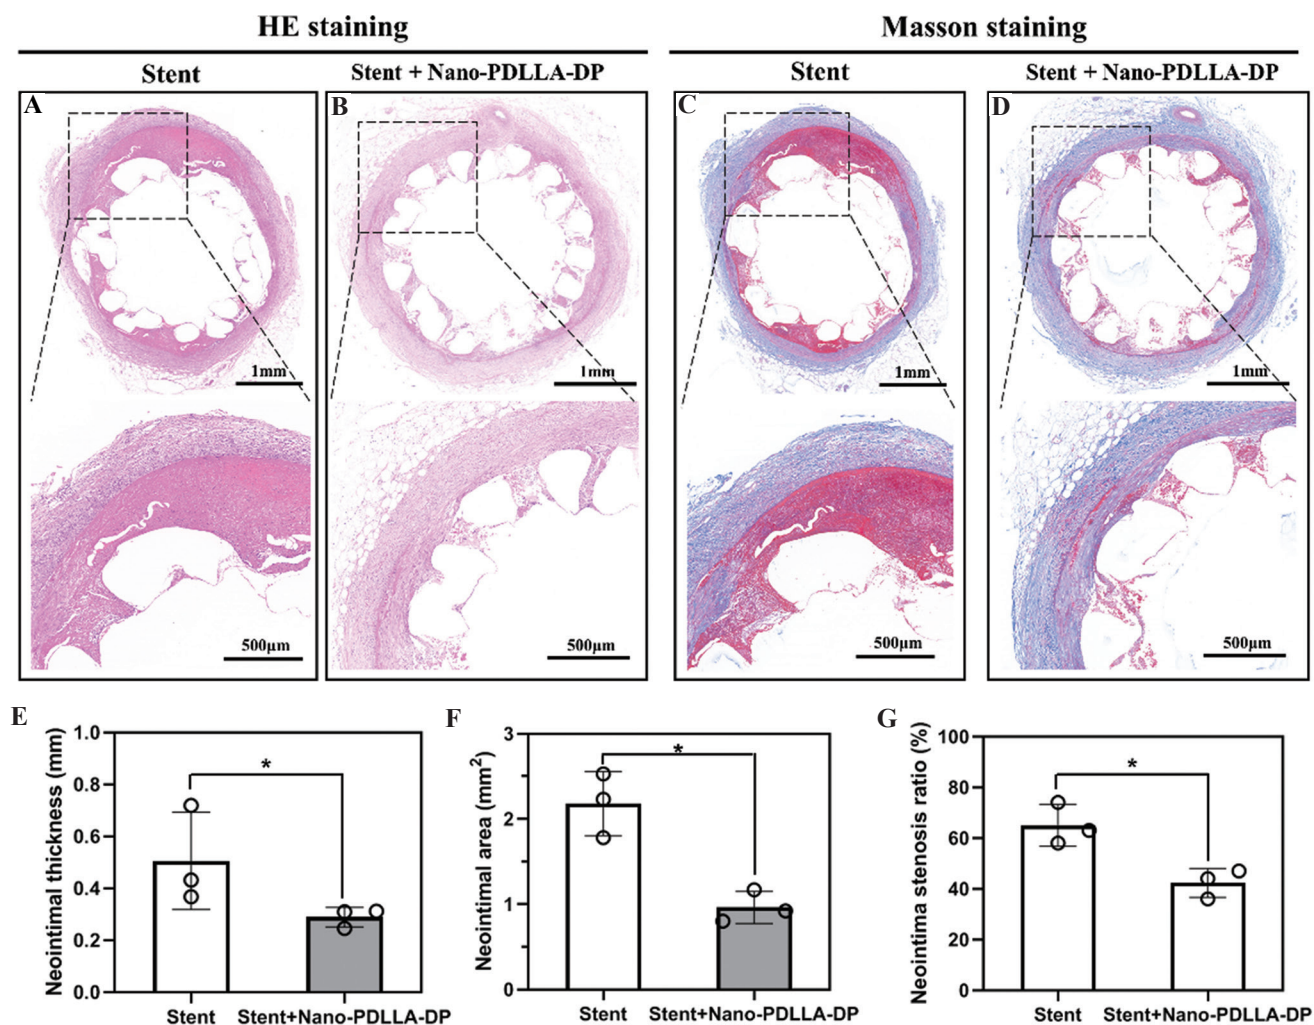 HE staining
Masson staining
Stent
Stent + Nano-PDLLA-DP
Stent
Stent + Nano-PDLLA-DP
A
B
C
D
1mm
1mm
1mm
1mm
500μm
500μm
500μm
500μm
E
Neointimal thickness (mm)
1.0
0.8
0.6
0.4
0.2
0.0
*
Stent
Stent+Nano-PDLLA-DP
F
Neointimal area (mm²)
3
2
1
0
*
Stent
Stent+Nano-PDLLA-DP
G
Neointima stenosis ratio (%)
100
80
60
40
20
0
*
Stent
Stent+Nano-PDLLA-DP